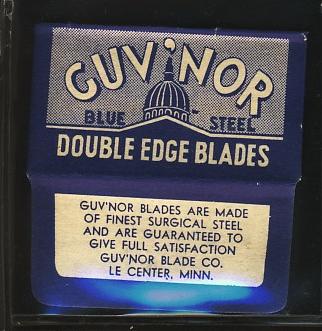 GUV'NOR
BLUE STEEL
DOUBLE EDGE BLADES
GUV'NOR BLADES ARE MADE
OF FINEST SURGICAL STEEL
AND ARE GUARANTEED TO
GIVE FULL SATISFACTION
GUV'NOR BLADE CO.
LE CENTER, MINN.